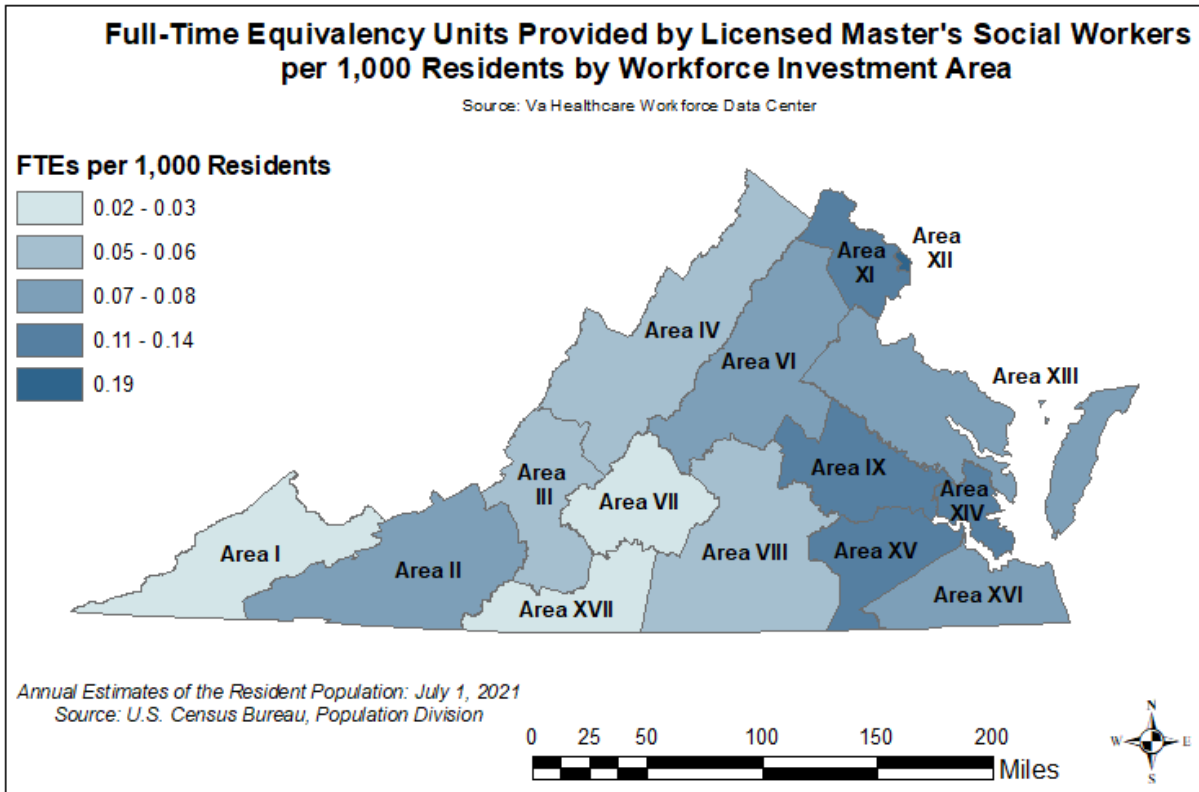 Full-Time Equivalency Units Provided by Licensed Master's Social Workers
per 1,000 Residents by Workforce Investment Area
Source: Va Healthcare Workforce Data Center
FTEs per 1,000 Residents
0.02 - 0.03
0.05 - 0.06
0.07 - 0.08
0.11 - 0.14
0.19
Area
XII
Area
XI
Area IV
Area VI
Area XIII
Area IX
Area
III
Area VII
Area
XIV
Area I
Area II
Area VIII
Area XV
Area XVII
Area XVI
Annual Estimates of the Resident Population: July 1, 2021
Source: U.S. Census Bureau, Population Division
0 25 50 100 150 200
Miles
N
W E
S